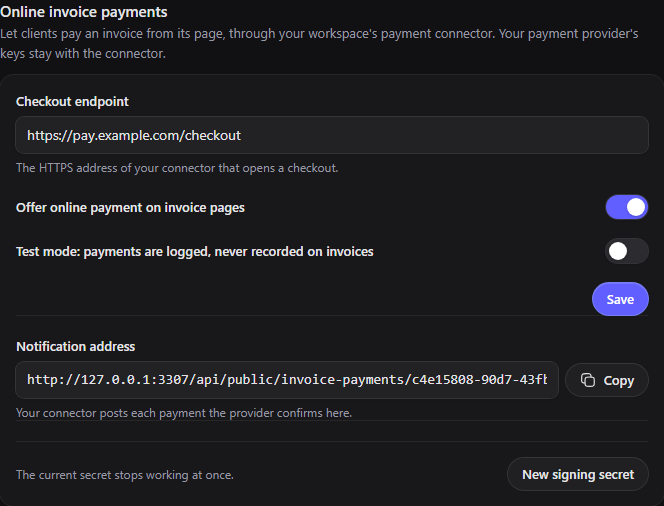 Online invoice payments
Let clients pay an invoice from its page, through your workspace's payment connector. Your payment provider's
keys stay with the connector.
Checkout endpoint
https://pay.example.com/checkout
The HTTPS address of your connector that opens a checkout.
Offer online payment on invoice pages
Test mode: payments are logged, never recorded on invoices
Save
Notification address
http://127.0.0.1:3307/api/public/invoice-payments/c4e15808-90d7-43fb
Copy
Your connector posts each payment the provider confirms here.
The current secret stops working at once.
New signing secret